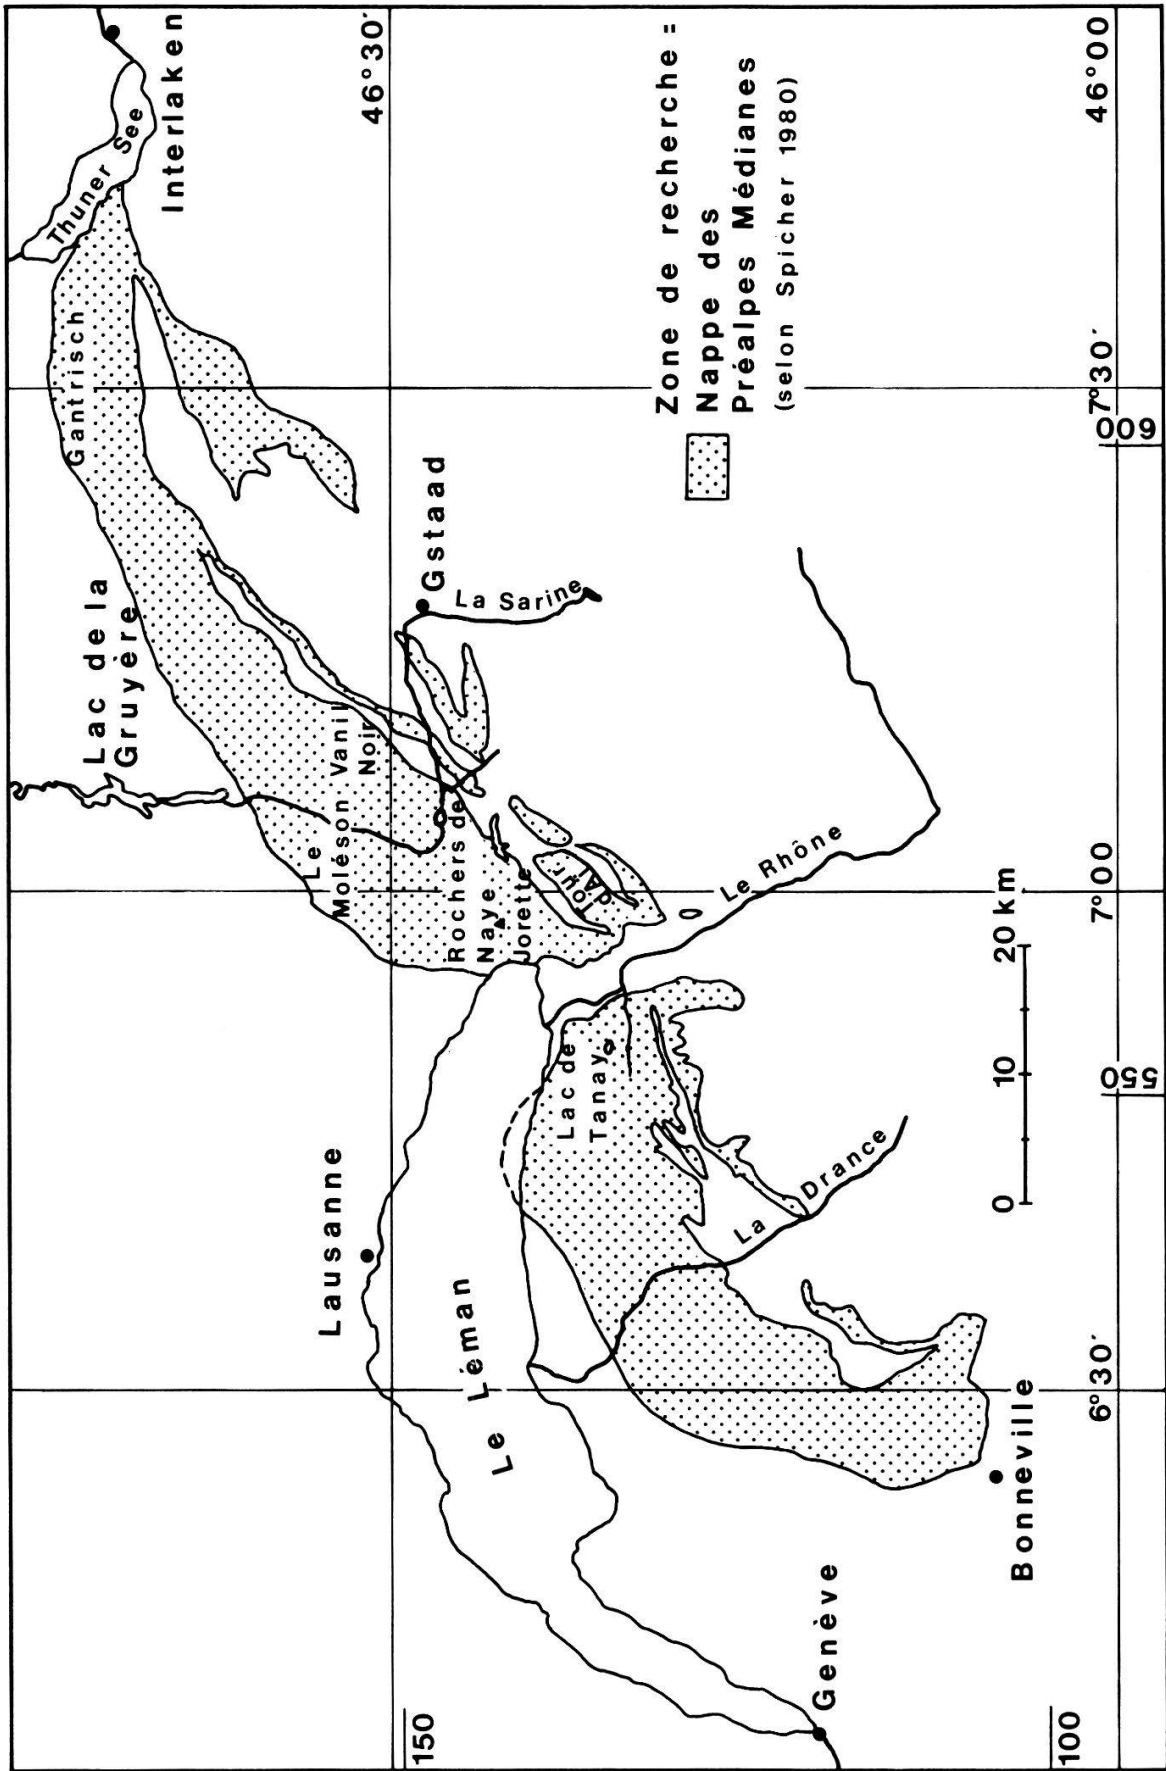 Thuner See
Interlaken
46°30'
Gantrisch
Lac de la
Gruyère
Zone de recherche =
Nappe des
Préalpes Médianes
(selon Spicher 1980)
46°00
7°30'
600
Gstaad
La Sarine
Le
Moléson
Vanil
Noir
Rochers de
Naye
Jorette
Tour
d'Aï
Le Rhône
7°00
Lausanne
Le Léman
Lac de
Tanay
La Drance
0 10 20 km
550
6°30'
Bonneville
Genève
150
100